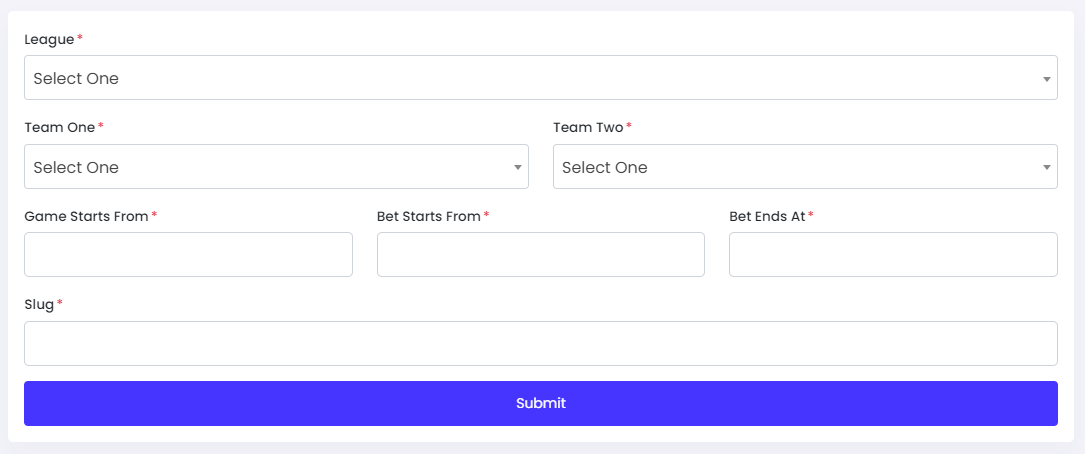 League *
Select One
Team One * Team Two *
Select One Select One
Game Starts From * Bet Starts From * Bet Ends At *
Slug *
Submit